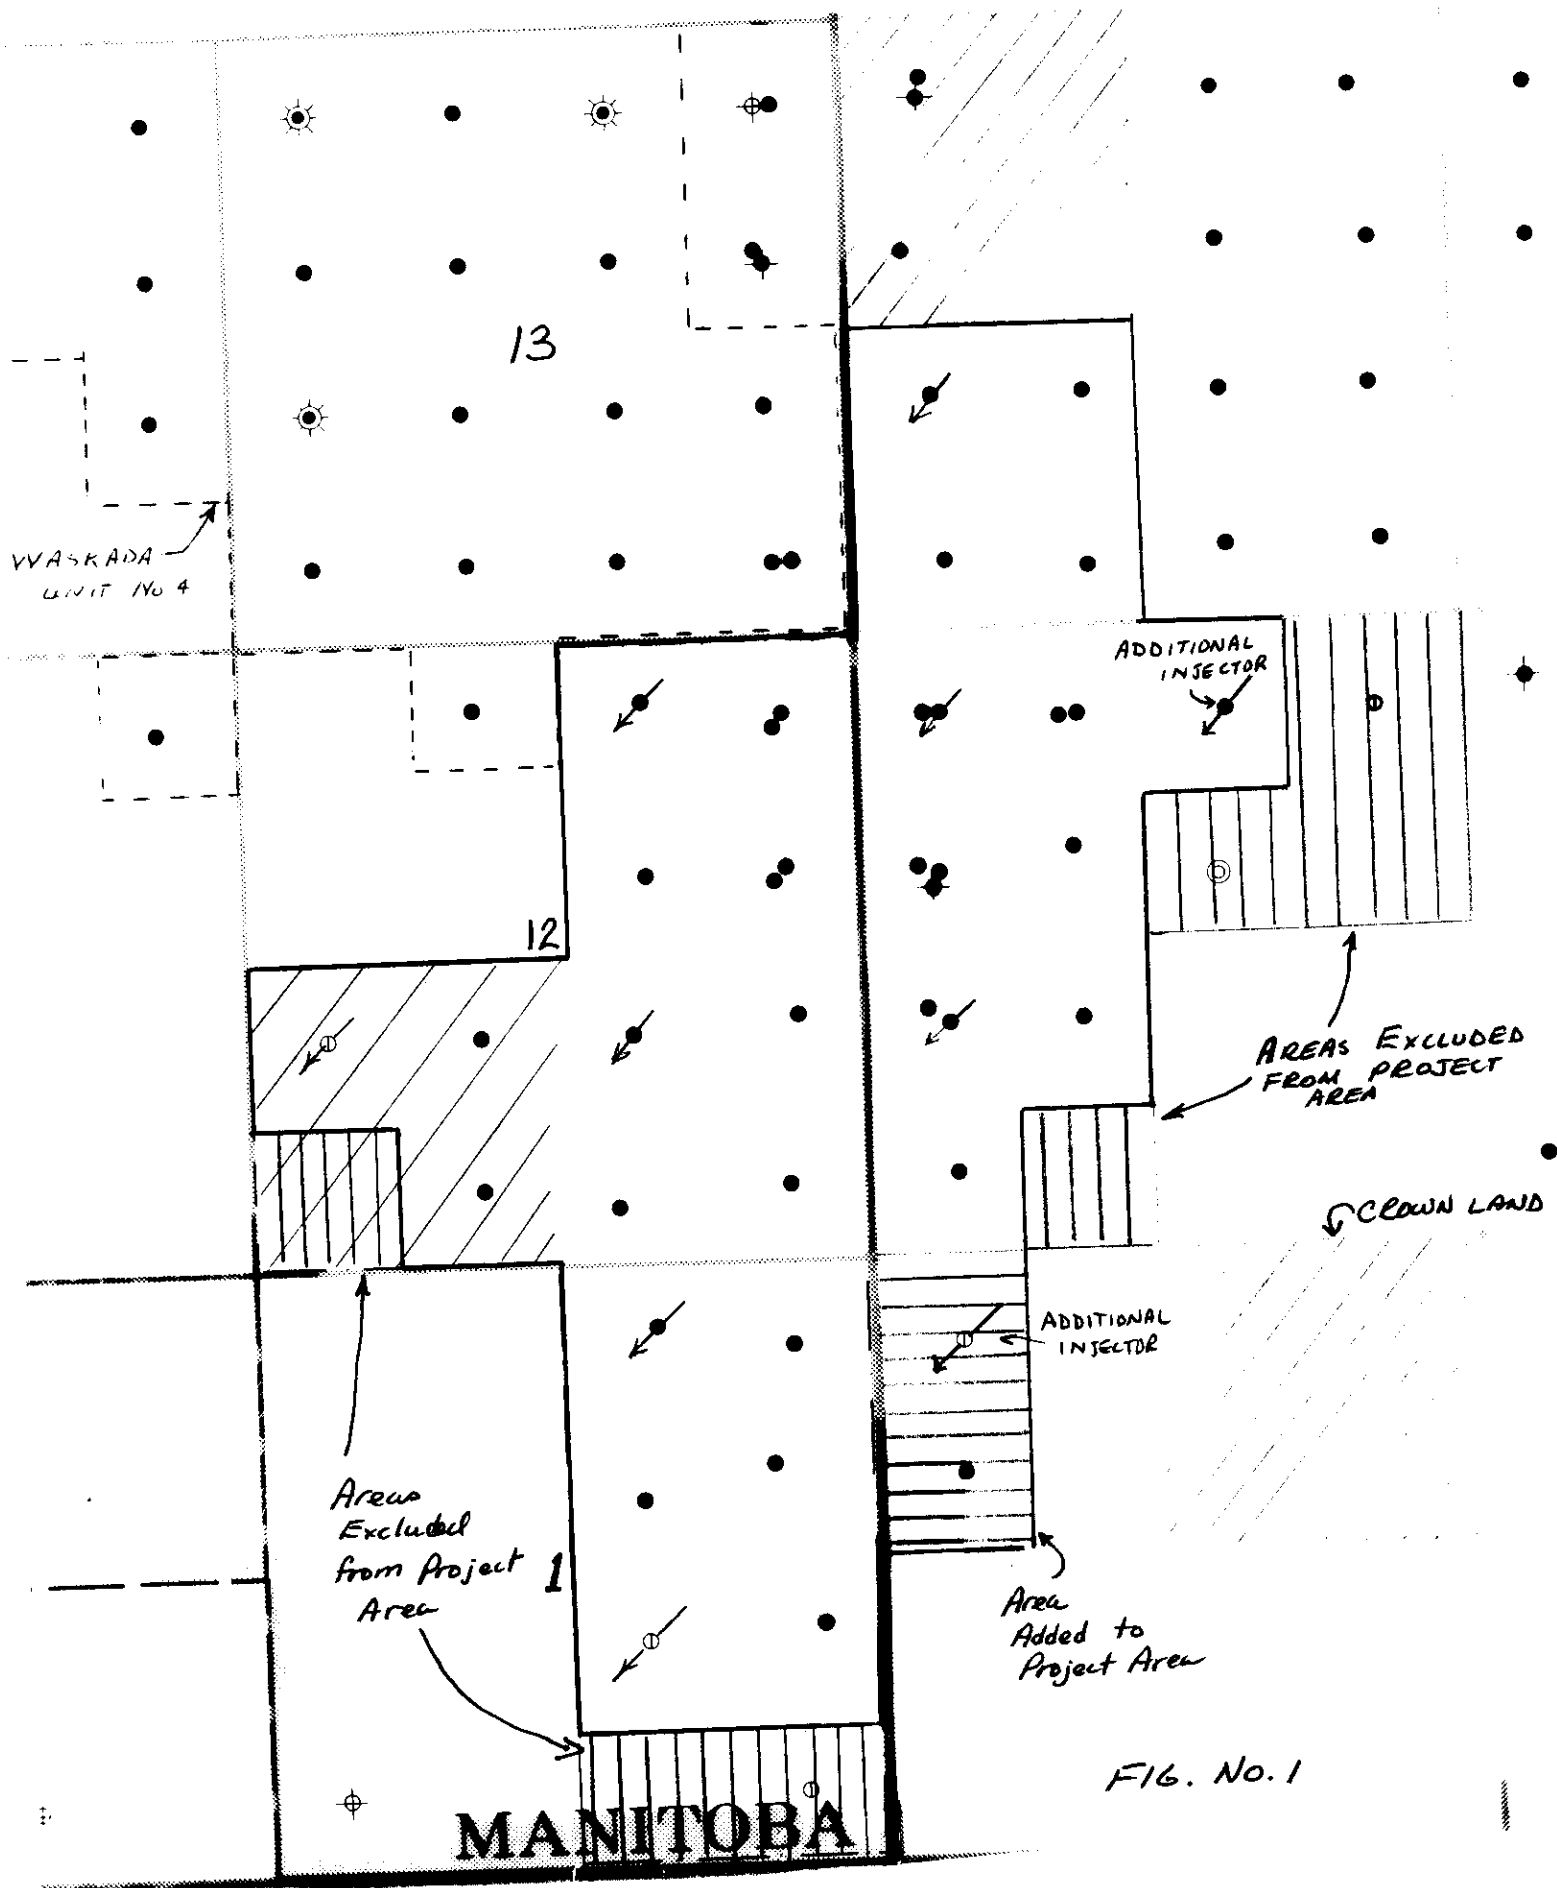 13
WASKADA
UNIT No 4
ADDITIONAL
INJECTOR
12
AREAS EXCLUDED
FROM PROJECT
AREA
CROWN LAND
ADDITIONAL
INJECTOR
Areas
Excluded
from Project
Area
1
Area
Added to
Project Area
FIG. NO. 1
MANITOBA